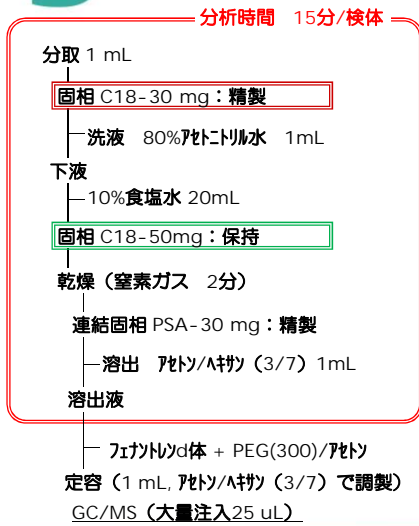 分析時間 15分/検体
分取 1 mL
固相 C18-30 mg：精製
洗液 80%ｱｾﾄﾆﾄﾘﾙ水 1mL
下液
10%食塩水 20mL
固相 C18-50mg：保持
乾燥（窒素ガス 2分）
連結固相 PSA-30 mg：精製
溶出 ｱｾﾄﾝ/ﾍｷｻﾝ（3/7）1mL
溶出液
ﾌｪﾅﾝﾄﾚﾝd体 + PEG(300)/ｱｾﾄﾝ
定容（1 mL, ｱｾﾄﾝ/ﾍｷｻﾝ（3/7）で調製）
GC/MS（大量注入25 uL）